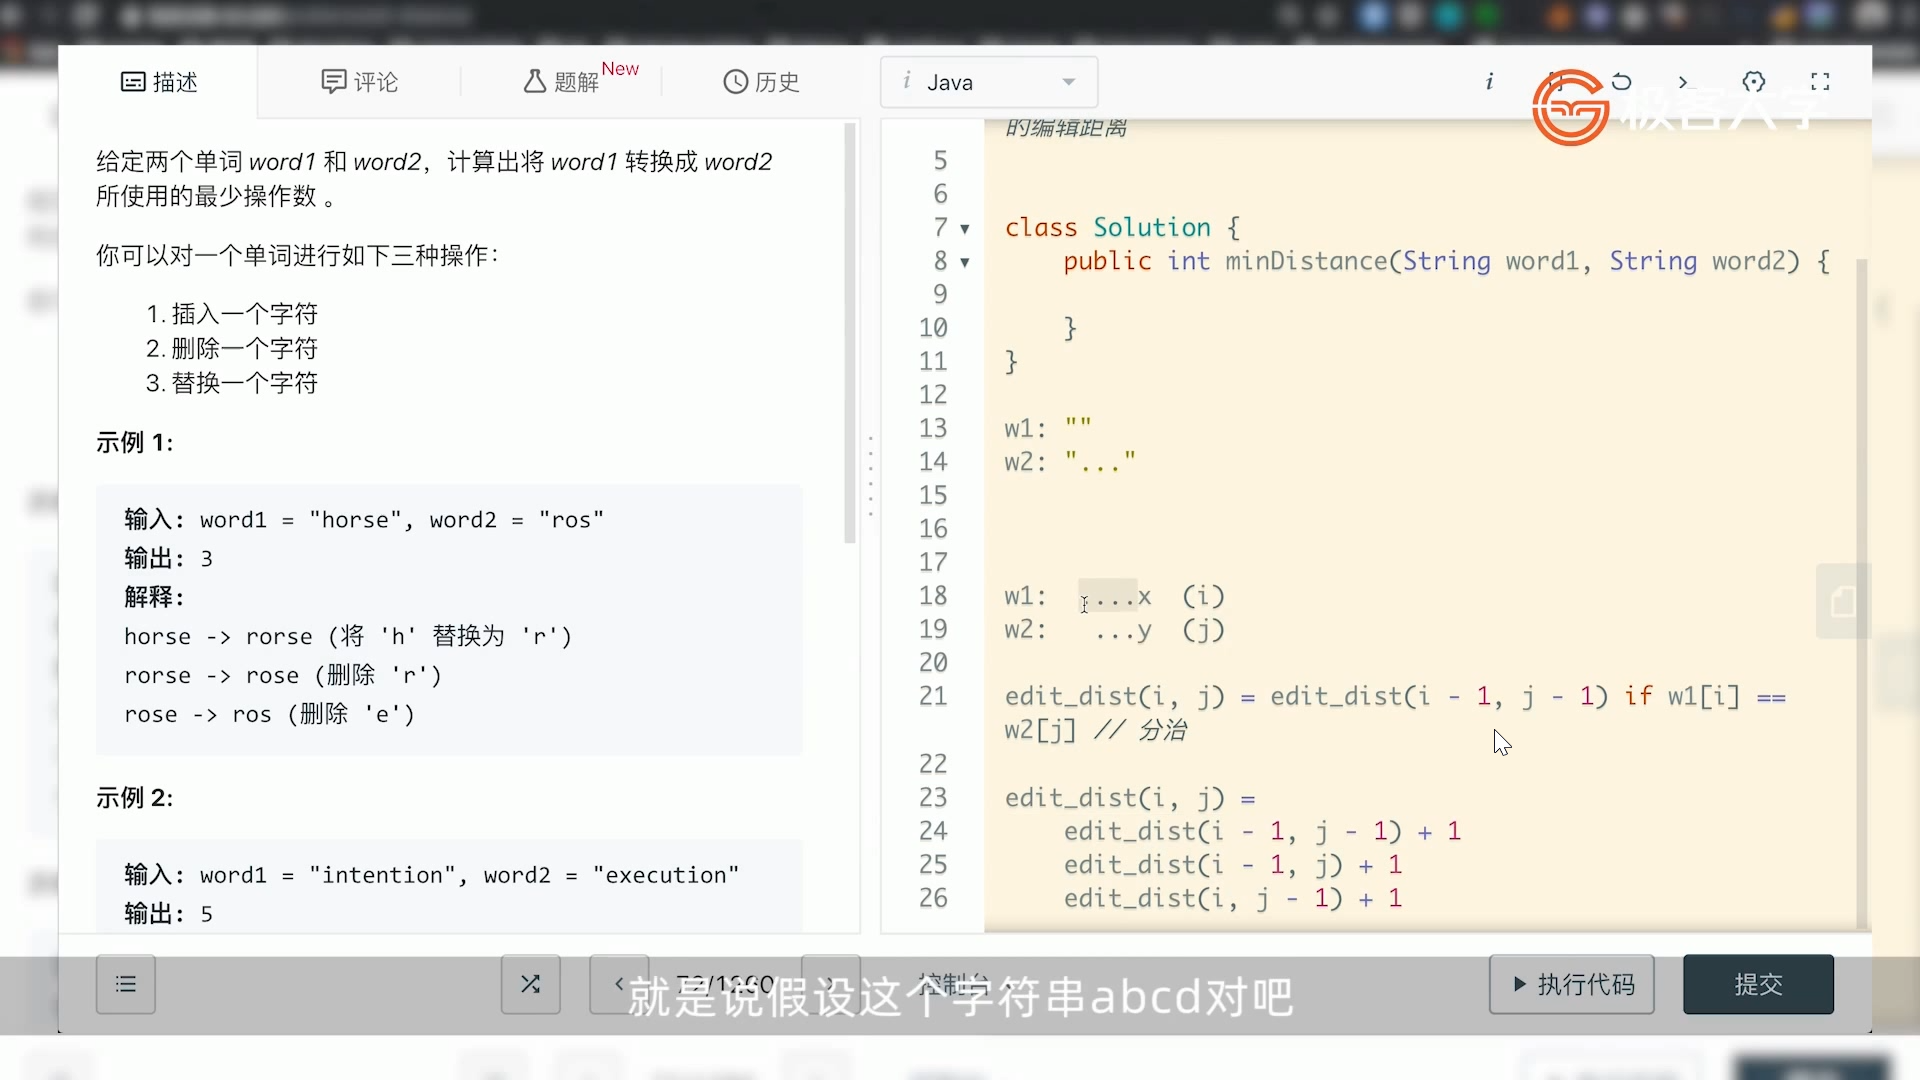 描述
评论
题解
New
历史
i Java
i
极客大学
给定两个单词 word1 和 word2，计算出将 word1 转换成 word2
所使用的最少操作数 。
你可以对一个单词进行如下三种操作：
1. 插入一个字符
2. 删除一个字符
3. 替换一个字符
示例 1:
输入: word1 = "horse", word2 = "ros"
输出: 3
解释:
horse -> rorse (将 'h' 替换为 'r')
rorse -> rose (删除 'r')
rose -> ros (删除 'e')
示例 2:
输入: word1 = "intention", word2 = "execution"
输出: 5
的编辑距离
5
6
7 class Solution {
8 public int minDistance(String word1, String word2) {
9
10 }
11 }
12
13 w1: ""
14 w2: "..."
15
16
17
18 w1: ...x (i)
19 w2: ...y (j)
20
21 edit_dist(i, j) = edit_dist(i - 1, j - 1) if w1[i] ==
w2[j] // 分治
22
23 edit_dist(i, j) =
24 edit_dist(i - 1, j - 1) + 1
25 edit_dist(i - 1, j) + 1
26 edit_dist(i, j - 1) + 1
控制台
执行代码
提交
就是说假设这个字符串abcd对吧